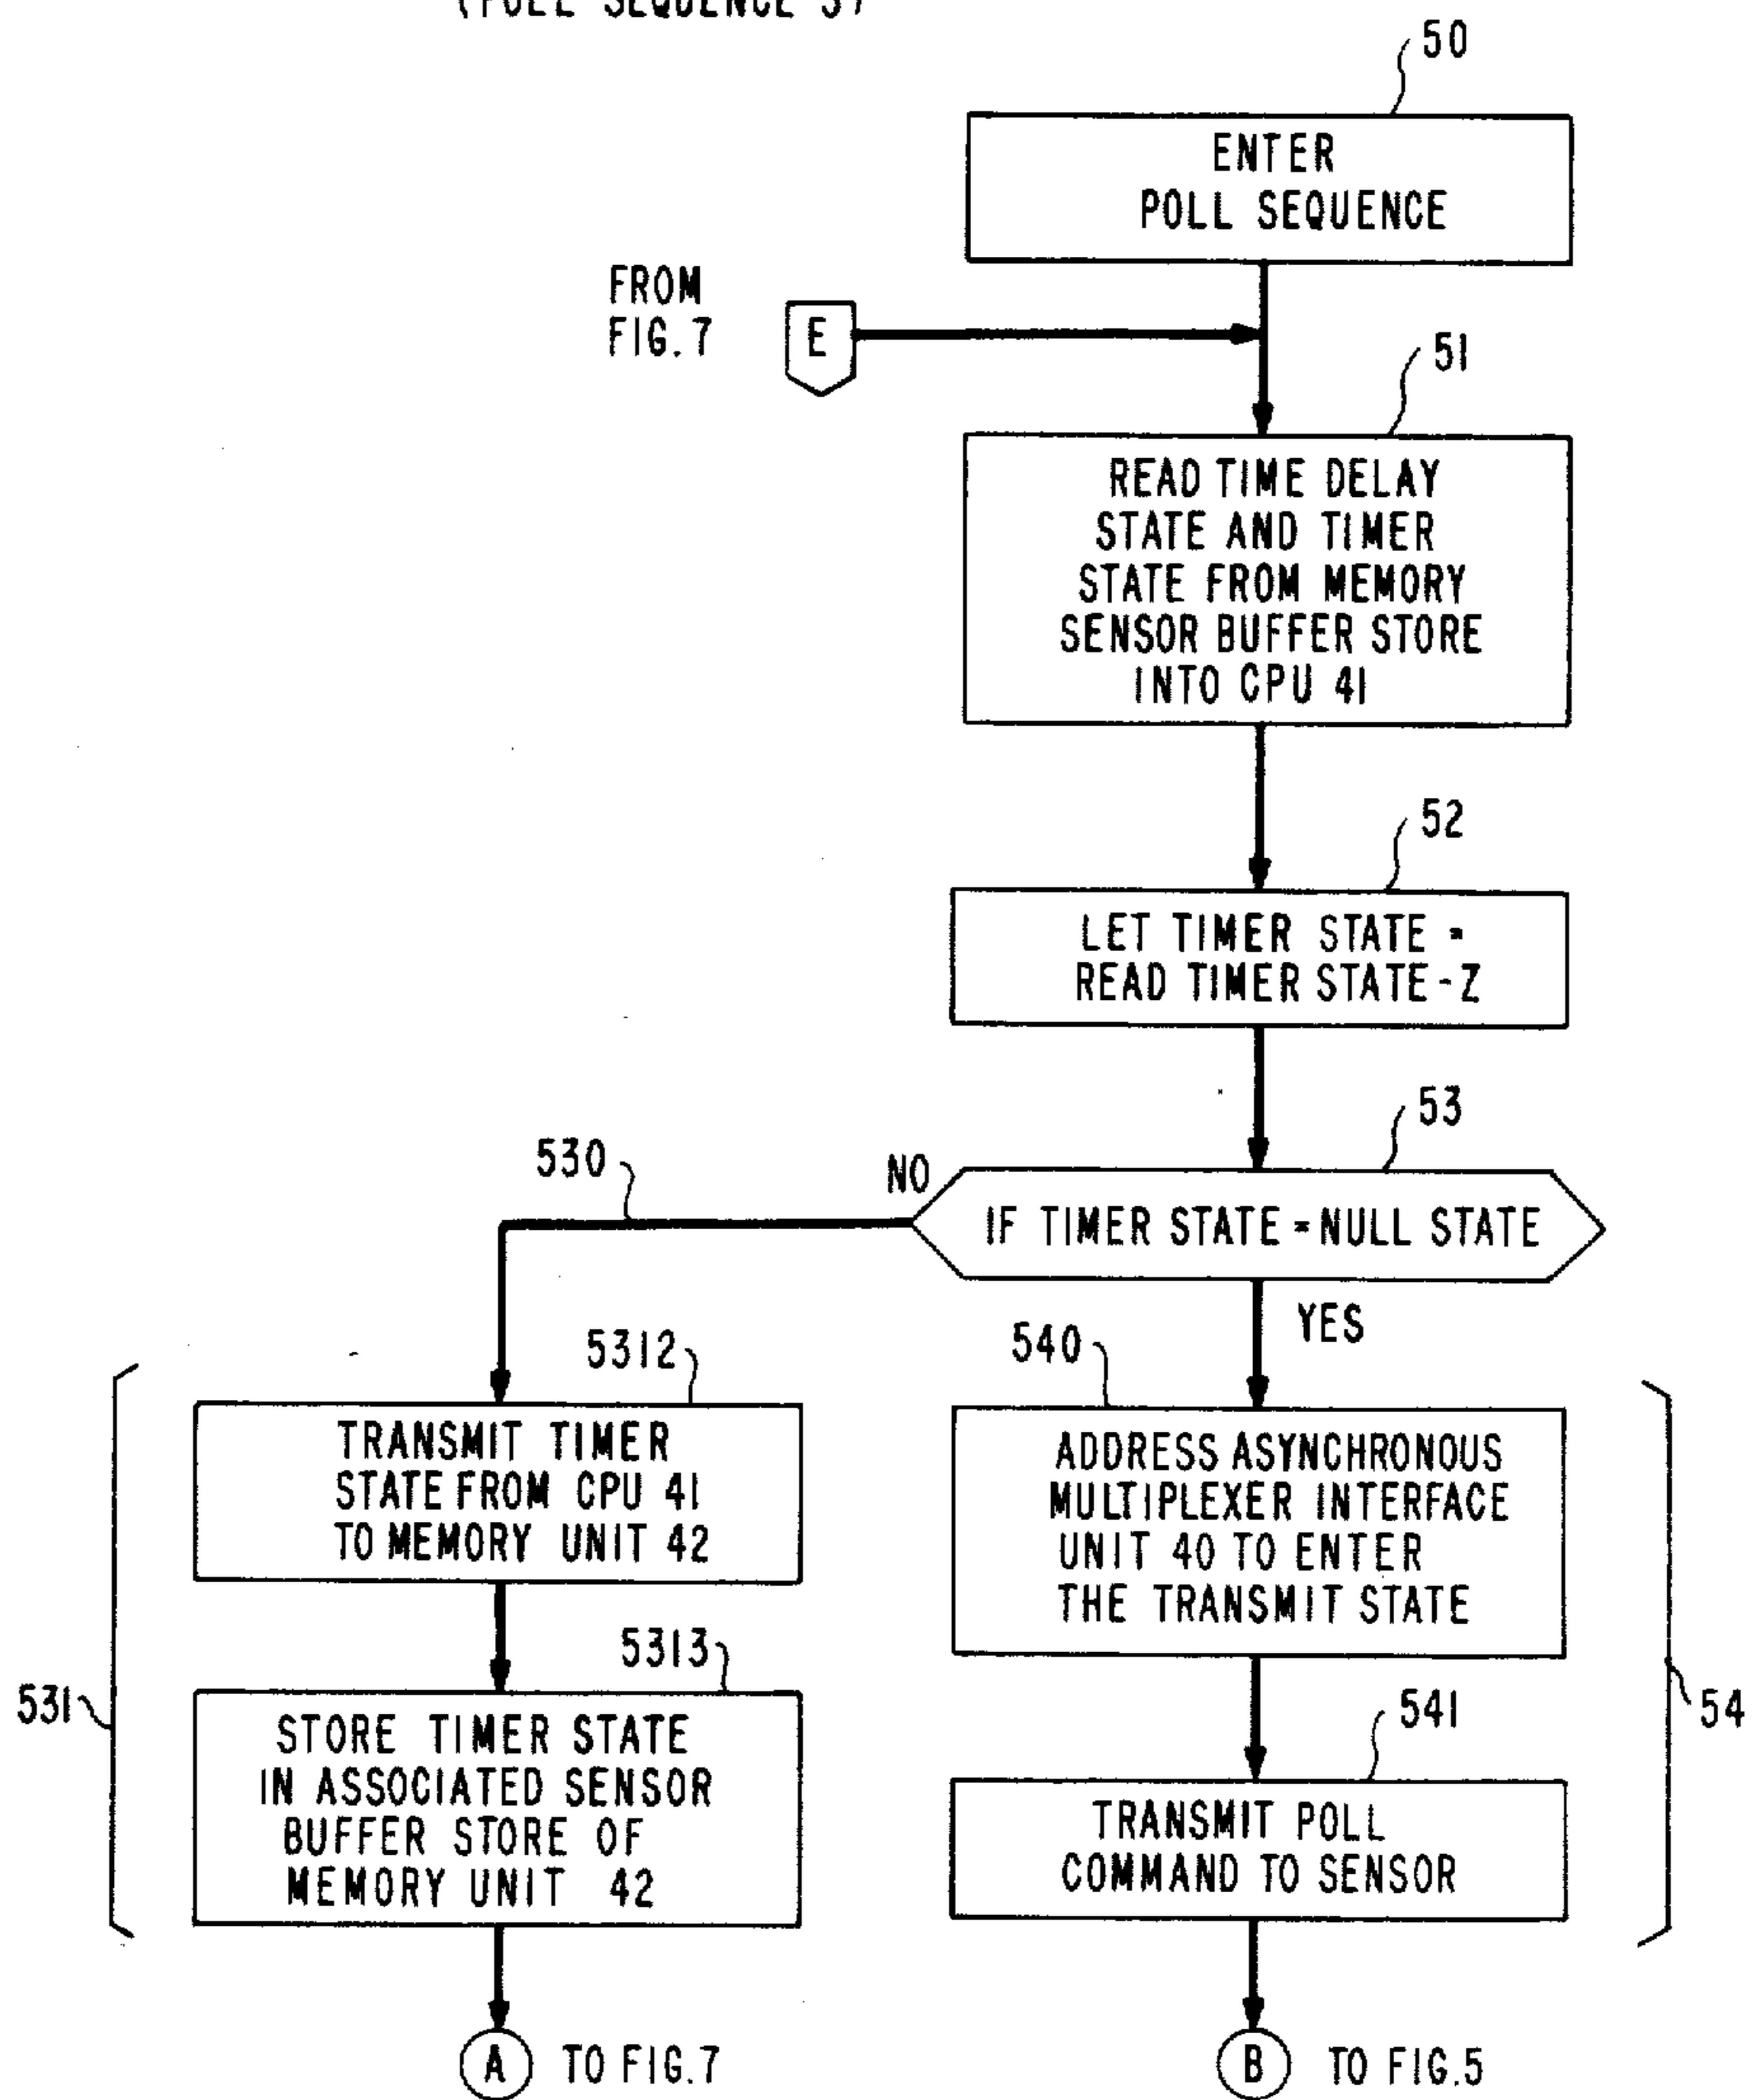 (POLL SEQUENCE 5)
50
ENTER
POLL SEQUENCE
FROM
FIG. 7
E
51
READ TIME DELAY
STATE AND TIMER
STATE FROM MEMORY
SENSOR BUFFER STORE
INTO CPU 41
52
LET TIMER STATE =
READ TIMER STATE - Z
53
530
NO
IF TIMER STATE = NULL STATE
YES
5312
540
TRANSMIT TIMER
STATE FROM CPU 41
TO MEMORY UNIT 42
ADDRESS ASYNCHRONOUS
MULTIPLEXER INTERFACE
UNIT 40 TO ENTER
THE TRANSMIT STATE
5313
531
541
54
STORE TIMER STATE
IN ASSOCIATED SENSOR
BUFFER STORE OF
MEMORY UNIT 42
TRANSMIT POLL
COMMAND TO SENSOR
A TO FIG. 7
B TO FIG. 5